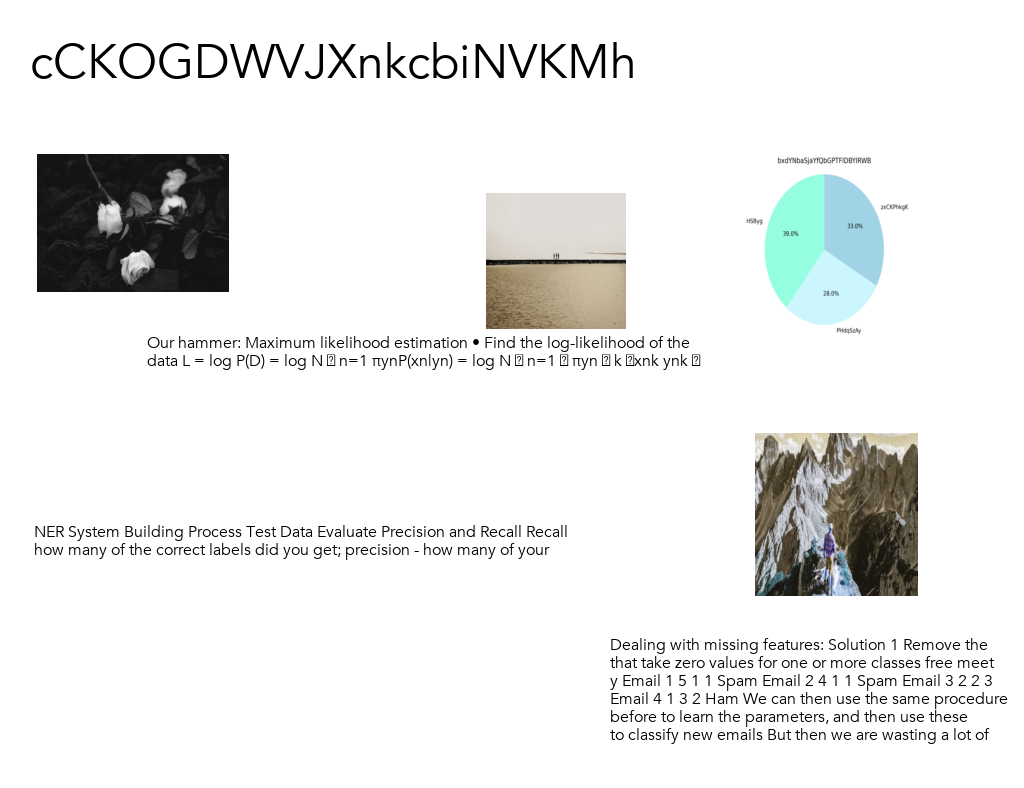 cCKOGDWVJXnkcbiNVKMh
bxdYNbaSjaYfQbGPTFlDBYlRWB
zxCKPhkgK
HSByg
33.0%
39.0%
28.0%
PHdqSzAy
Our hammer: Maximum likelihood estimation • Find the log-likelihood of the
data L = log P(D) = log N ⍰ n=1 πynP(xnlyn) = log N ⍰ n=1 ⍰ πyn ⍰ k ⍰xnk ynk ⍰
NER System Building Process Test Data Evaluate Precision and Recall Recall
how many of the correct labels did you get; precision - how many of your
Dealing with missing features: Solution 1 Remove the
that take zero values for one or more classes free meet
y Email 1 5 1 1 Spam Email 2 4 1 1 Spam Email 3 2 2 3
Email 4 1 3 2 Ham We can then use the same procedure
before to learn the parameters, and then use these
to classify new emails But then we are wasting a lot of